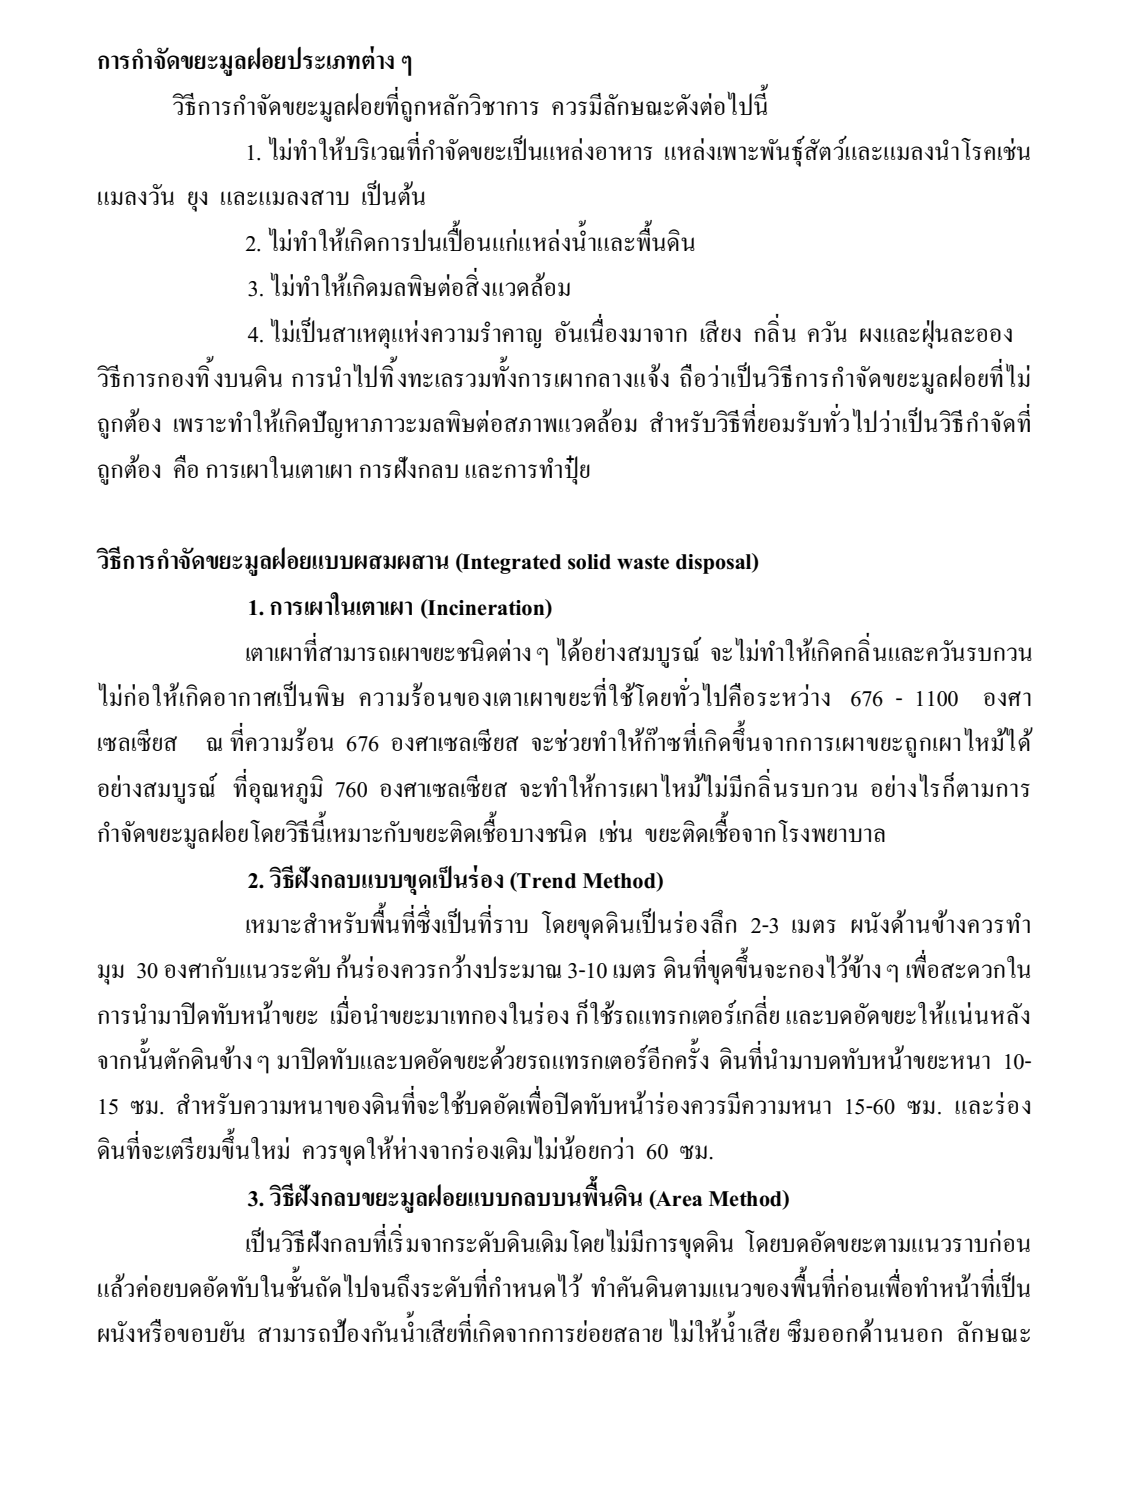 การกำจัดขยะมูลฝอยประเภทต่าง ๆ
วิธีการกำจัดขยะมูลฝอยที่ถูกหลักวิชาการ ควรมีลักษณะดังต่อไปนี้
1. ไม่ทำให้บริเวณที่กำจัดขยะเป็นแหล่งอาหาร แหล่งเพาะพันธุ์สัตว์และแมลงนำโรคเช่น
แมลงวัน ยุง และแมลงสาบ เป็นต้น
2. ไม่ทำให้เกิดการปนเปื้อนแก่แหล่งน้ำและพื้นดิน
3. ไม่ทำให้เกิดมลพิษต่อสิ่งแวดล้อม
4. ไม่เป็นสาเหตุแห่งความรำคาญ อันเนื่องมาจาก เสียง กลิ่น ควัน ผงและฝุ่นละออง
วิธีการกองทิ้งบนดิน การนำไปทิ้งทะเลรวมทั้งการเผากลางแจ้ง ถือว่าเป็นวิธีการกำจัดขยะมูลฝอยที่ไม่
ถูกต้อง เพราะทำให้เกิดปัญหาภาวะมลพิษต่อสภาพแวดล้อม สำหรับวิธีที่ยอมรับทั่วไปว่าเป็นวิธีกำจัดที่
ถูกต้อง คือ การเผาในเตาเผา การฝังกลบ และการทำปุ๋ย
วิธีการกำจัดขยะมูลฝอยแบบผสมผสาน (Integrated solid waste disposal)
1. การเผาในเตาเผา (Incineration)
เตาเผาที่สามารถเผาขยะชนิดต่าง ๆ ได้อย่างสมบูรณ์ จะไม่ทำให้เกิดกลิ่นและควันรบกวน
ไม่ก่อให้เกิดอากาศเป็นพิษ ความร้อนของเตาเผาขยะที่ใช้โดยทั่วไปคือระหว่าง 676 - 1100 องศา
เซลเซียส ณ ที่ความร้อน 676 องศาเซลเซียส จะช่วยทำให้ก๊าซที่เกิดขึ้นจากการเผาขยะถูกเผาไหม้ได้
อย่างสมบูรณ์ ที่อุณหภูมิ 760 องศาเซลเซียส จะทำให้การเผาไหม้ไม่มีกลิ่นรบกวน อย่างไรก็ตามการ
กำจัดขยะมูลฝอยโดยวิธีนี้เหมาะกับขยะติดเชื้อบางชนิด เช่น ขยะติดเชื้อจากโรงพยาบาล
2. วิธีฝังกลบแบบขุดเป็นร่อง (Trend Method)
เหมาะสำหรับพื้นที่ซึ่งเป็นที่ราบ โดยขุดดินเป็นร่องลึก 2-3 เมตร ผนังด้านข้างควรทำ
มุม 30 องศากับแนวระดับ ก้นร่องควรกว้างประมาณ 3-10 เมตร ดินที่ขุดขึ้นจะกองไว้ข้าง ๆ เพื่อสะดวกใน
การนำมาปิดทับหน้าขยะ เมื่อนำขยะมาเทกองในร่อง ก็ใช้รถแทรกเตอร์เกลี่ย และบดอัดขยะให้แน่นหลัง
จากนั้นตักดินข้าง ๆ มาปิดทับและบดอัดขยะด้วยรถแทรกเตอร์อีกครั้ง ดินที่นำมาบดทับหน้าขยะหนา 10-
15 ซม. สำหรับความหนาของดินที่จะใช้บดอัดเพื่อปิดทับหน้าร่องควรมีความหนา 15-60 ซม. และร่อง
ดินที่จะเตรียมขึ้นใหม่ ควรขุดให้ห่างจากร่องเดิมไม่น้อยกว่า 60 ซม.
3. วิธีฝังกลบขยะมูลฝอยแบบกลบบนพื้นดิน (Area Method)
เป็นวิธีฝังกลบที่เริ่มจากระดับดินเดิมโดยไม่มีการขุดดิน โดยบดอัดขยะตามแนวราบก่อน
แล้วค่อยบดอัดทับในชั้นถัดไปจนถึงระดับที่กำหนดไว้ ทำคันดินตามแนวของพื้นที่ก่อนเพื่อทำหน้าที่เป็น
ผนังหรือขอบยัน สามารถป้องกันน้ำเสียที่เกิดจากการย่อยสลาย ไม่ให้น้ำเสีย ซึมออกด้านนอก ลักษณะ